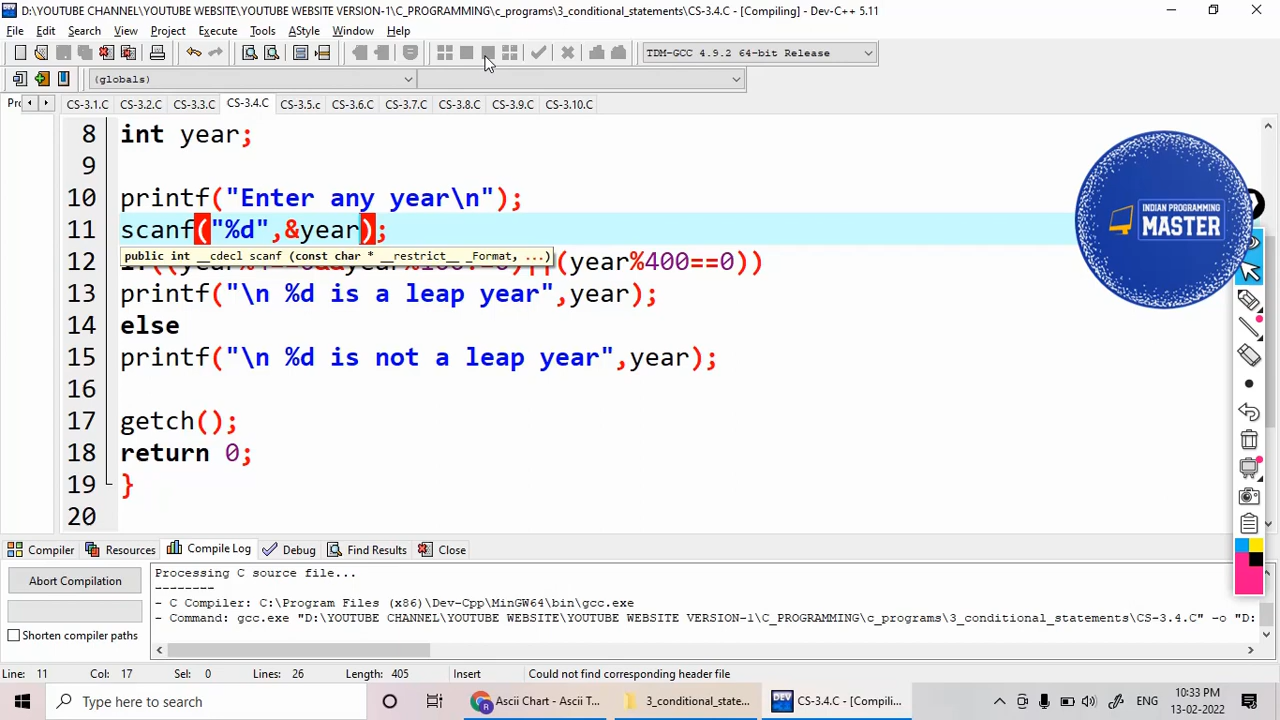 D:\YOUTUBE CHANNEL\YOUTUBE WEBSITE\YOUTUBE WEBSITE VERSION-1\C_PROGRAMMING\c_programs\3_conditional_statements\CS-3.4.C - [Compiling] - Dev-C++ 5.11
File Edit Search View Project Execute Tools AStyle Window Help
TDM-GCC 4.9.2 64-bit Release
(globals)
Prc CS-3.1.C CS-3.2.C CS-3.3.C CS-3.4.C CS-3.5.c CS-3.6.C CS-3.7.C CS-3.8.C CS-3.9.C CS-3.10.C
8 int year;
9
10 printf("Enter any year\n");
11 scanf("%d",&year);
public int __cdecl scanf (const char * __restrict__ _Format, ...)
12 %100!=0)||(year%400==0))
13 printf("\n %d is a leap year",year);
14 else
15 printf("\n %d is not a leap year",year);
16
17 getch();
18 return 0;
19 }
20
INDIAN PROGRAMMING
MASTER
Compiler Resources Compile Log Debug Find Results Close
Abort Compilation
Shorten compiler paths
Processing C source file...
--------
- C Compiler: C:\Program Files (x86)\Dev-Cpp\MinGW64\bin\gcc.exe
- Command: gcc.exe "D:\YOUTUBE CHANNEL\YOUTUBE WEBSITE\YOUTUBE WEBSITE VERSION-1\C_PROGRAMMING\c_programs\3_conditional_statements\CS-3.4.C" -o "D:
Line: 11 Col: 17 Sel: 0 Lines: 26 Length: 405 Insert Could not find corresponding header file
Type here to search
Ascii Chart - Ascii T...
3_conditional_state...
DEV
CS-3.4.C - [Compili...
10:33 PM
13-02-2022